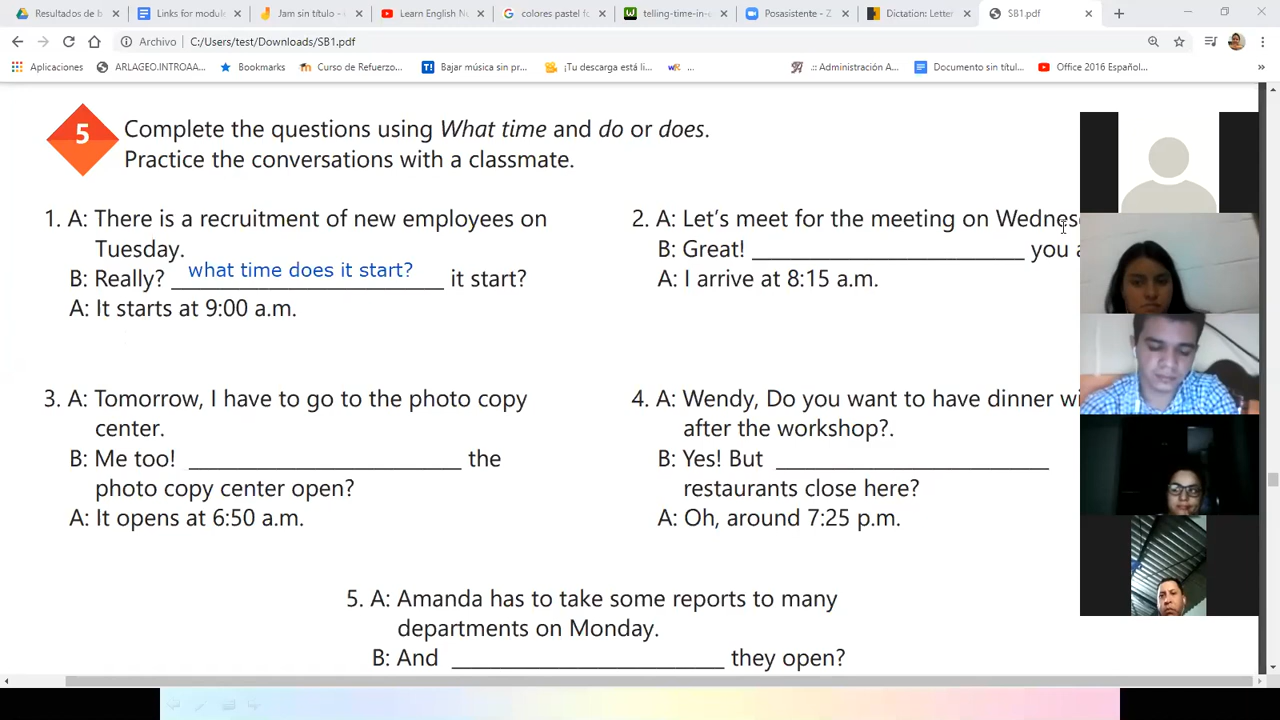 Resultados de b
Links for module
Jam sin título -
Learn English Nu
colores pastel fo
telling-time-in-e
Posasistente - Z
Dictation: Letter
SB1.pdf
Archivo C:/Users/test/Downloads/SB1.pdf
Aplicaciones
ARLAGEO.INTROAA...
Bookmarks
Curso de Refuerzo...
Bajar música sin pr...
¡Tu descarga está li...
...
.:: Administración A...
Documento sin títul...
Office 2016 Español...
5
Complete the questions using What time and do or does.
Practice the conversations with a classmate.
1. A: There is a recruitment of new employees on
Tuesday.
B: Really? what time does it start? it start?
A: It starts at 9:00 a.m.
2. A: Let's meet for the meeting on Wednes
B: Great! ____________________ you a
A: I arrive at 8:15 a.m.
3. A: Tomorrow, I have to go to the photo copy
center.
B: Me too! ____________________ the
photo copy center open?
A: It opens at 6:50 a.m.
4. A: Wendy, Do you want to have dinner wi
after the workshop?.
B: Yes! But ____________________
restaurants close here?
A: Oh, around 7:25 p.m.
5. A: Amanda has to take some reports to many
departments on Monday.
B: And ____________________ they open?